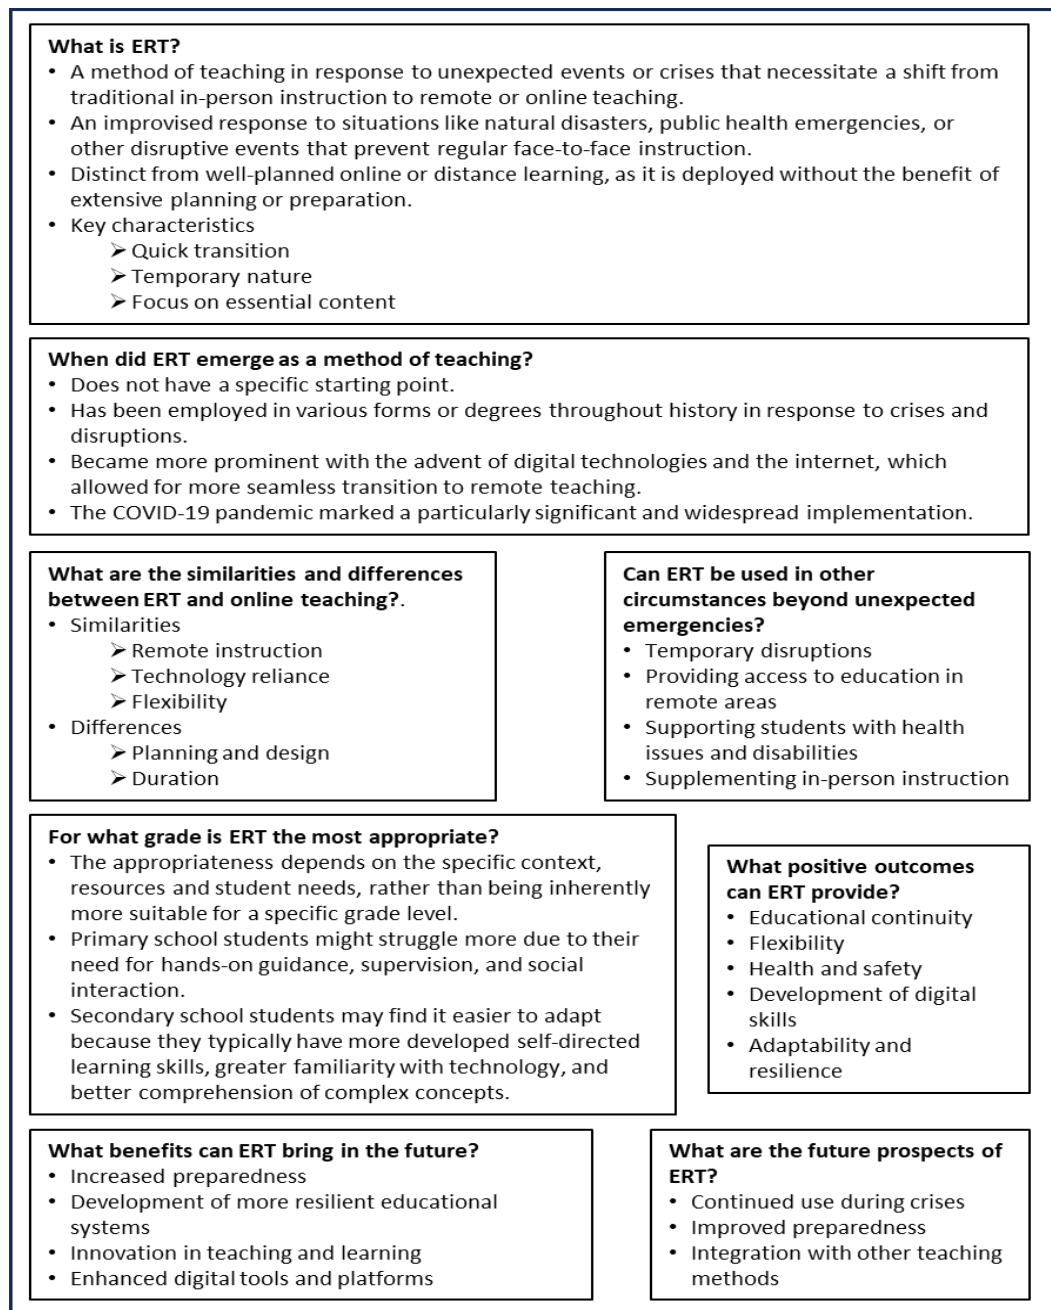 What is ERT?
• A method of teaching in response to unexpected events or crises that necessitate a shift from
traditional in-person instruction to remote or online teaching.
• An improvised response to situations like natural disasters, public health emergencies, or
other disruptive events that prevent regular face-to-face instruction.
• Distinct from well-planned online or distance learning, as it is deployed without the benefit of
extensive planning or preparation.
• Key characteristics
➢ Quick transition
➢ Temporary nature
➢ Focus on essential content
When did ERT emerge as a method of teaching?
• Does not have a specific starting point.
• Has been employed in various forms or degrees throughout history in response to crises and
disruptions.
• Became more prominent with the advent of digital technologies and the internet, which
allowed for more seamless transition to remote teaching.
• The COVID-19 pandemic marked a particularly significant and widespread implementation.
What are the similarities and differences
between ERT and online teaching?.
• Similarities
➢ Remote instruction
➢ Technology reliance
➢ Flexibility
• Differences
➢ Planning and design
➢ Duration
Can ERT be used in other
circumstances beyond unexpected
emergencies?
• Temporary disruptions
• Providing access to education in
remote areas
• Supporting students with health
issues and disabilities
• Supplementing in-person instruction
For what grade is ERT the most appropriate?
• The appropriateness depends on the specific context,
resources and student needs, rather than being inherently
more suitable for a specific grade level.
• Primary school students might struggle more due to their
need for hands-on guidance, supervision, and social
interaction.
• Secondary school students may find it easier to adapt
because they typically have more developed self-directed
learning skills, greater familiarity with technology, and
better comprehension of complex concepts.
What positive outcomes
can ERT provide?
• Educational continuity
• Flexibility
• Health and safety
• Development of digital
skills
• Adaptability and
resilience
What benefits can ERT bring in the future?
• Increased preparedness
• Development of more resilient educational
systems
• Innovation in teaching and learning
• Enhanced digital tools and platforms
What are the future prospects of
ERT?
• Continued use during crises
• Improved preparedness
• Integration with other teaching
methods